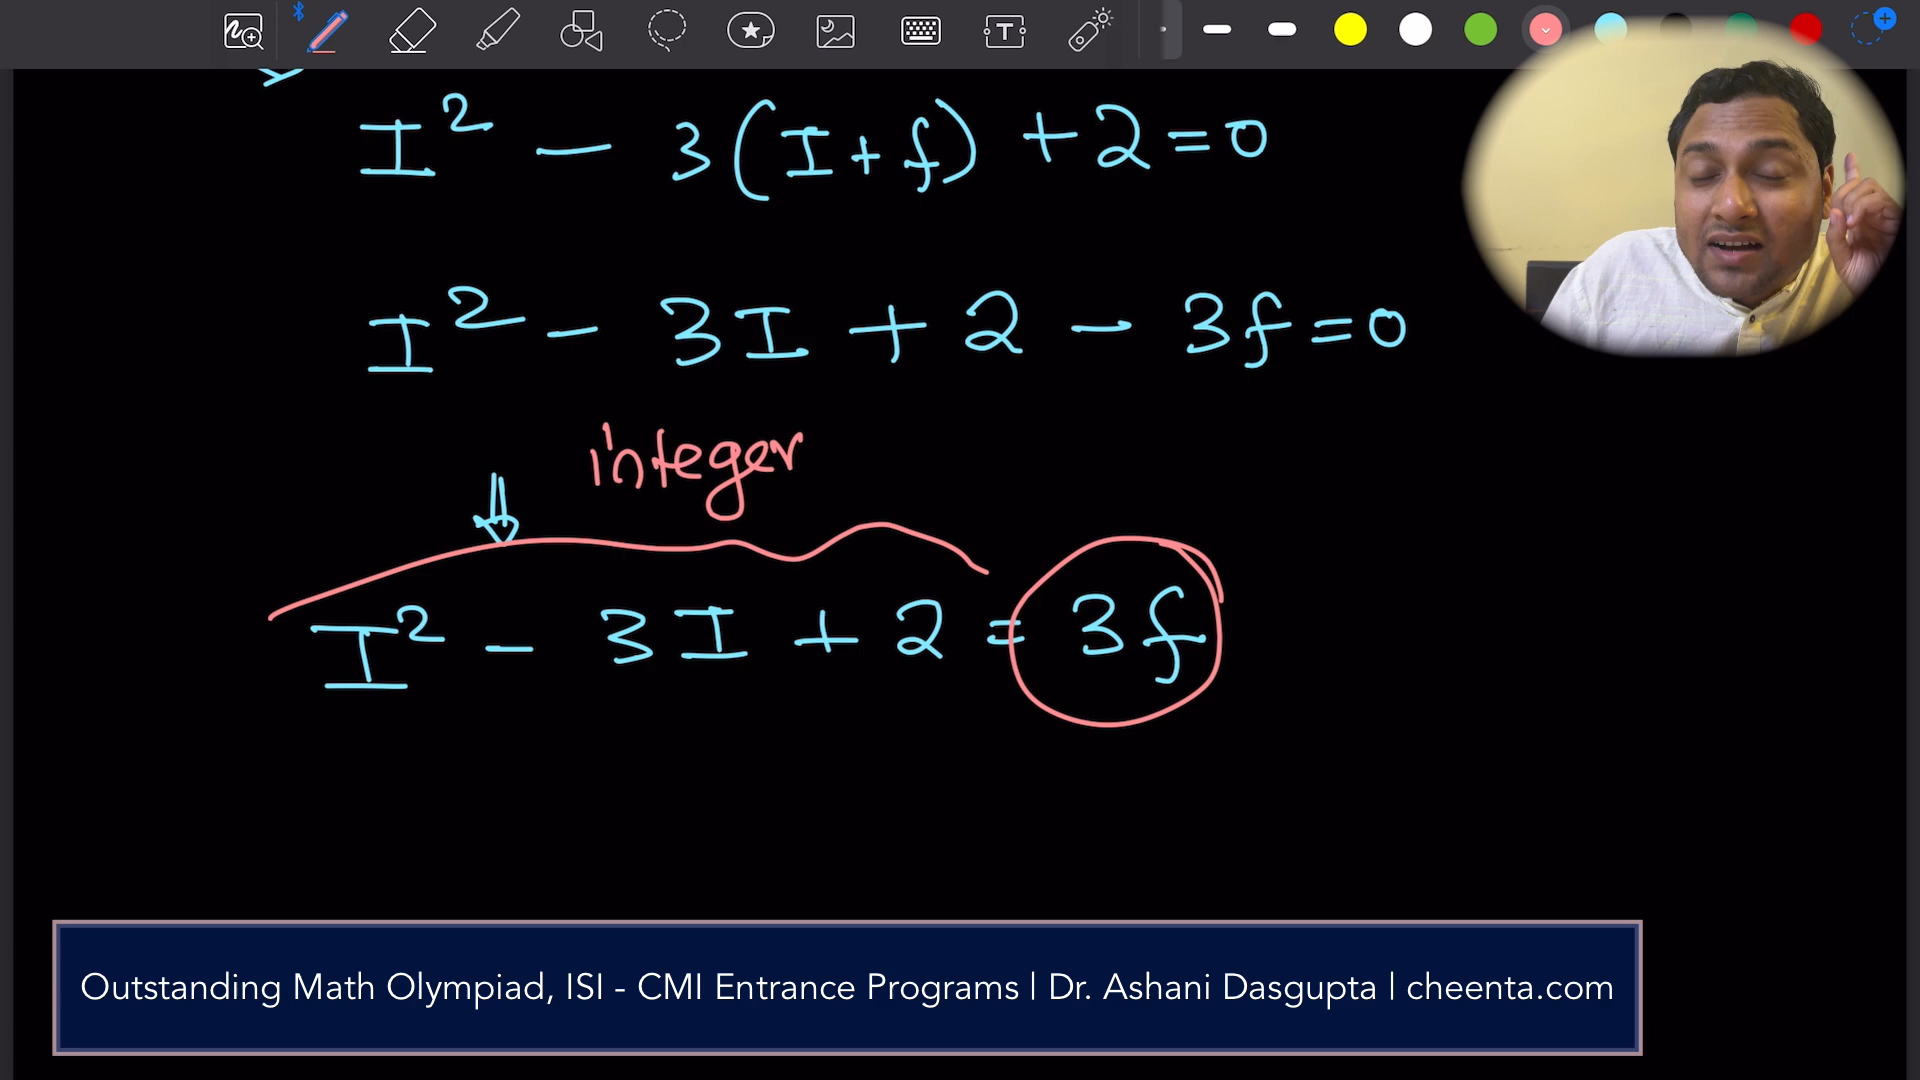 I² - 3(I+f) + 2 = 0
I² - 3I + 2 - 3f = 0
integer
I² - 3I + 2 = 3f
Outstanding Math Olympiad, ISI - CMI Entrance Programs | Dr. Ashani Dasgupta | cheenta.com